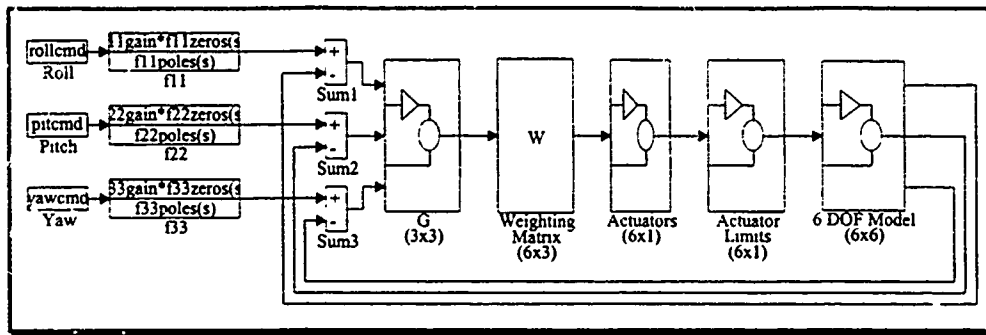 rollcmd
Roll
11gain*f11zeros(s
f11poles(s)
f11
+
-
Sum1
pitcmd
Pitch
22gain*f22zeros(s
f22poles(s)
f22
+
-
Sum2
yawcmd
Yaw
33gain*f33zeros(s
f33poles(s)
f33
+
-
Sum3
G
(3x3)
W
Weighting
Matrix
(6x3)
Actuators
(6x1)
Actuator
Limits
(6x1)
6 DOF Model
(6x6)